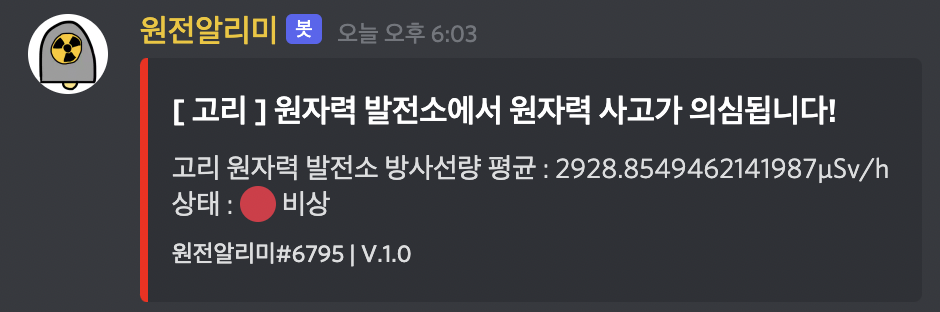 원전알리미 봇 오늘 오후 6:03
[ 고리 ] 원자력 발전소에서 원자력 사고가 의심됩니다!
고리 원자력 발전소 방사선량 평균 : 2928.8549462141987μSv/h
상태 : 🔴 비상
원전알리미#6795 | V.1.0